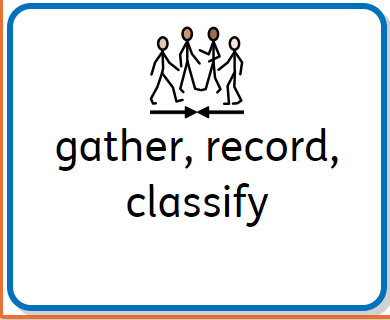 gather, record,
classify